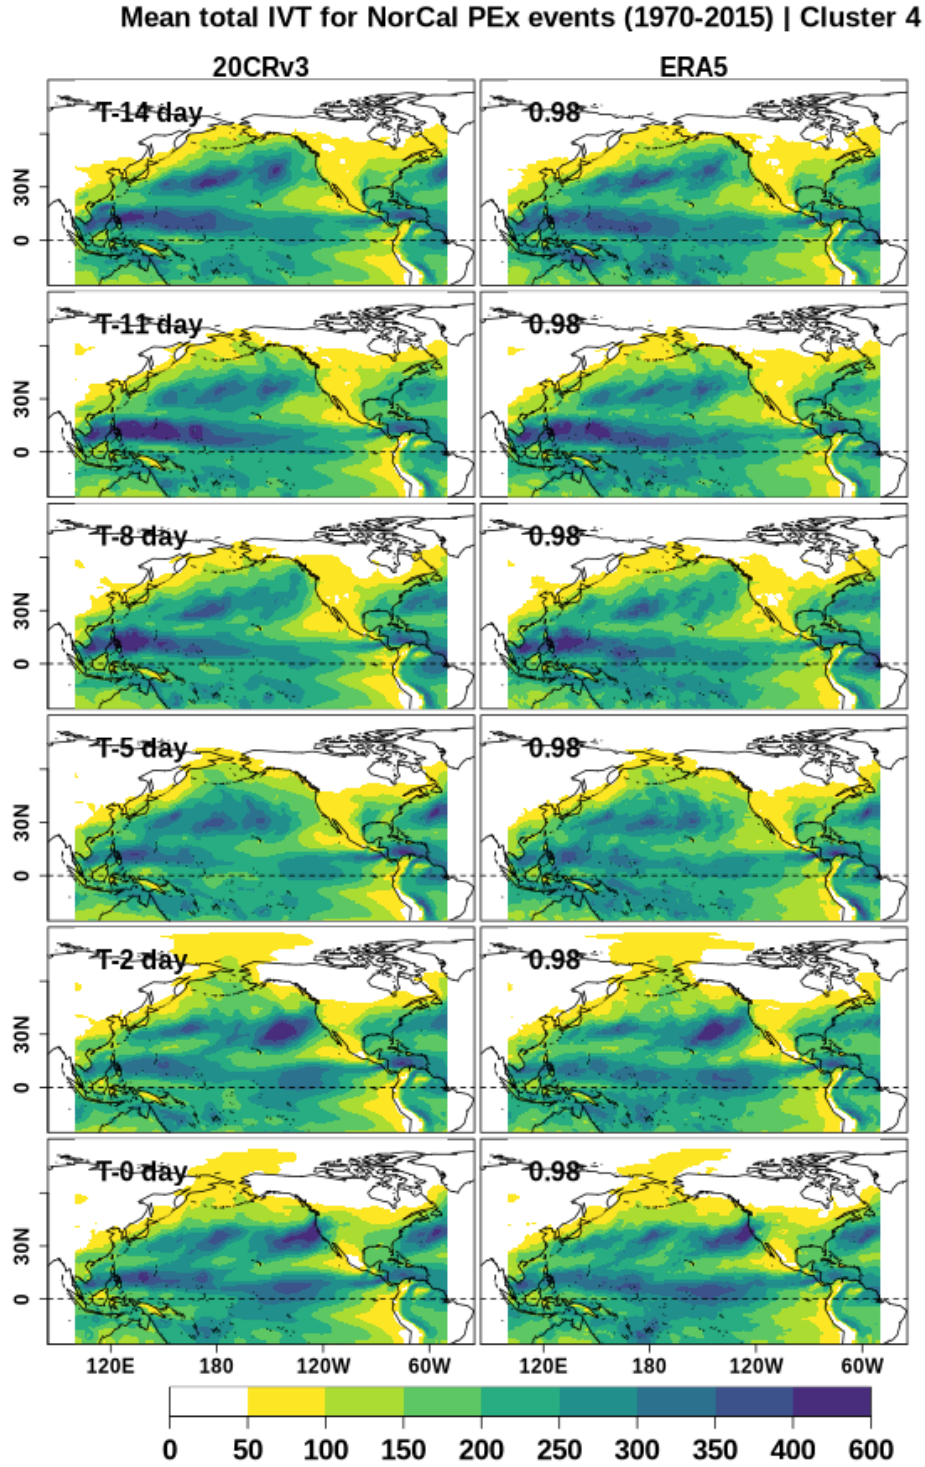 Mean total IVT for NorCal PEx events (1970-2015) | Cluster 4
20CRv3 ERA5
T-14 day 0.98
30N
0
T-11 day 0.98
30N
0
T-8 day 0.98
30N
0
T-5 day 0.98
30N
0
T-2 day 0.98
30N
0
T-0 day 0.98
30N
0
120E 180 120W 60W 120E 180 120W 60W
0 50 100 150 200 250 300 350 400 600